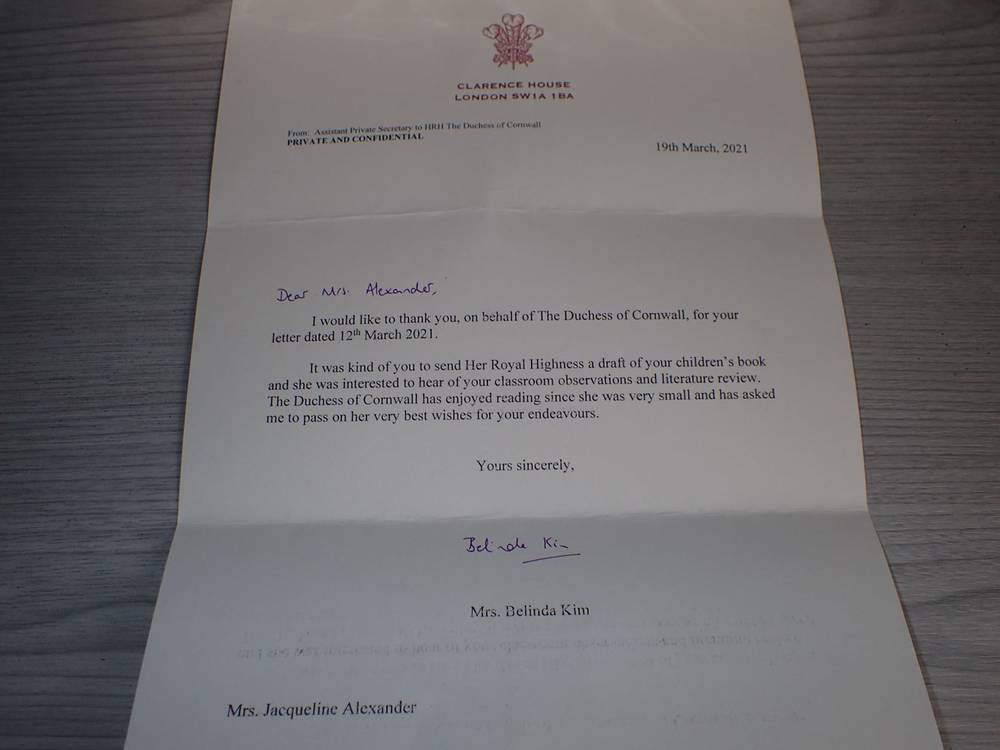 CLARENCE HOUSE
LONDON SW1A 1BA
From: Assistant Private Secretary to HRH The Duchess of Cornwall
PRIVATE AND CONFIDENTIAL
19th March, 2021
Dear Mrs. Alexander,
I would like to thank you, on behalf of The Duchess of Cornwall, for your
letter dated 12th March 2021.
It was kind of you to send Her Royal Highness a draft of your children's book
and she was interested to hear of your classroom observations and literature review.
The Duchess of Cornwall has enjoyed reading since she was very small and has asked
me to pass on her very best wishes for your endeavours.
Yours sincerely,
Belinda Kim
Mrs. Belinda Kim
Mrs. Jacqueline Alexander